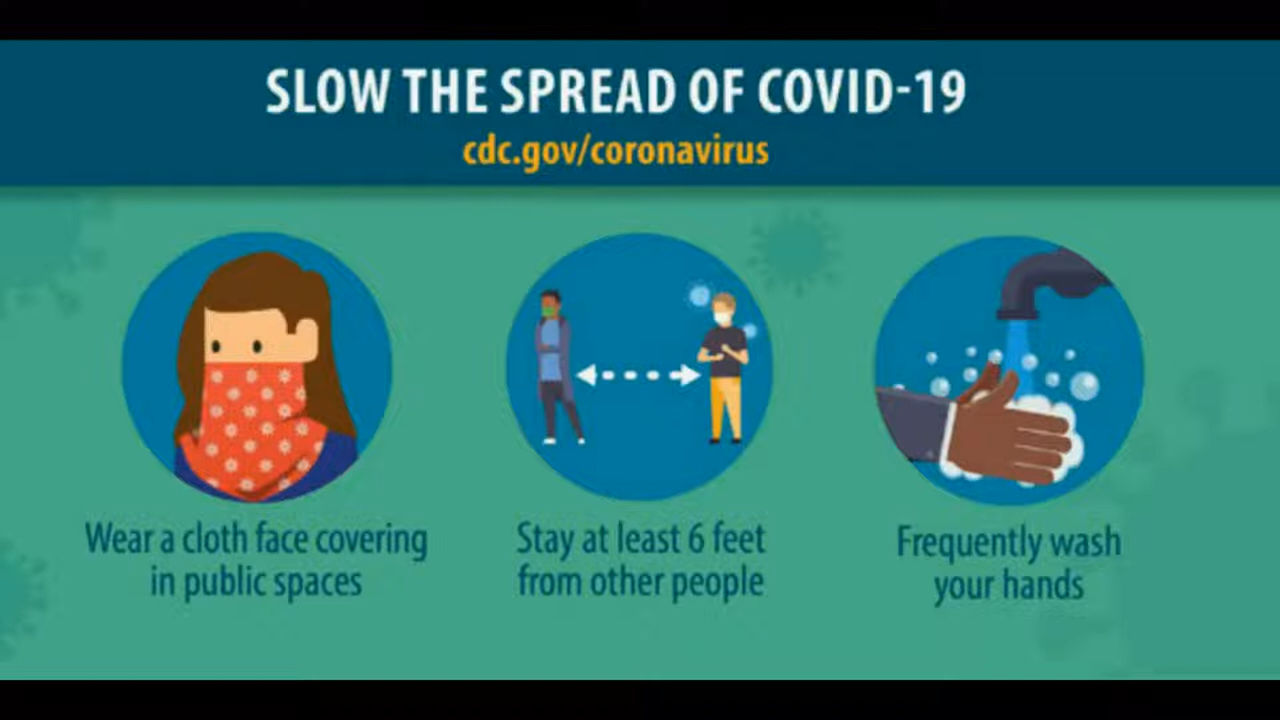 SLOW THE SPREAD OF COVID-19
cdc.gov/coronavirus
Wear a cloth face covering
in public spaces
Stay at least 6 feet
from other people
Frequently wash
your hands